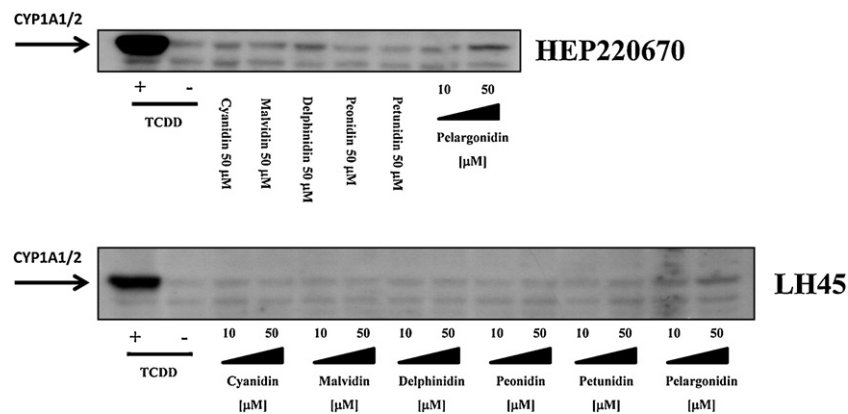 CYP1A1/2
HEP220670
+ -
TCDD
Cyanidin 50 μM
Malvidin 50 μM
Delphinidin 50 μM
Peonidin 50 μM
Petunidin 50 μM
10 50
Pelargonidin
[μM]
CYP1A1/2
LH45
+ -
TCDD
10 50 10 50 10 50 10 50 10 50 10 50
Cyanidin Malvidin Delphinidin Peonidin Petunidin Pelargonidin
[μM] [μM] [μM] [μM] [μM] [μM]